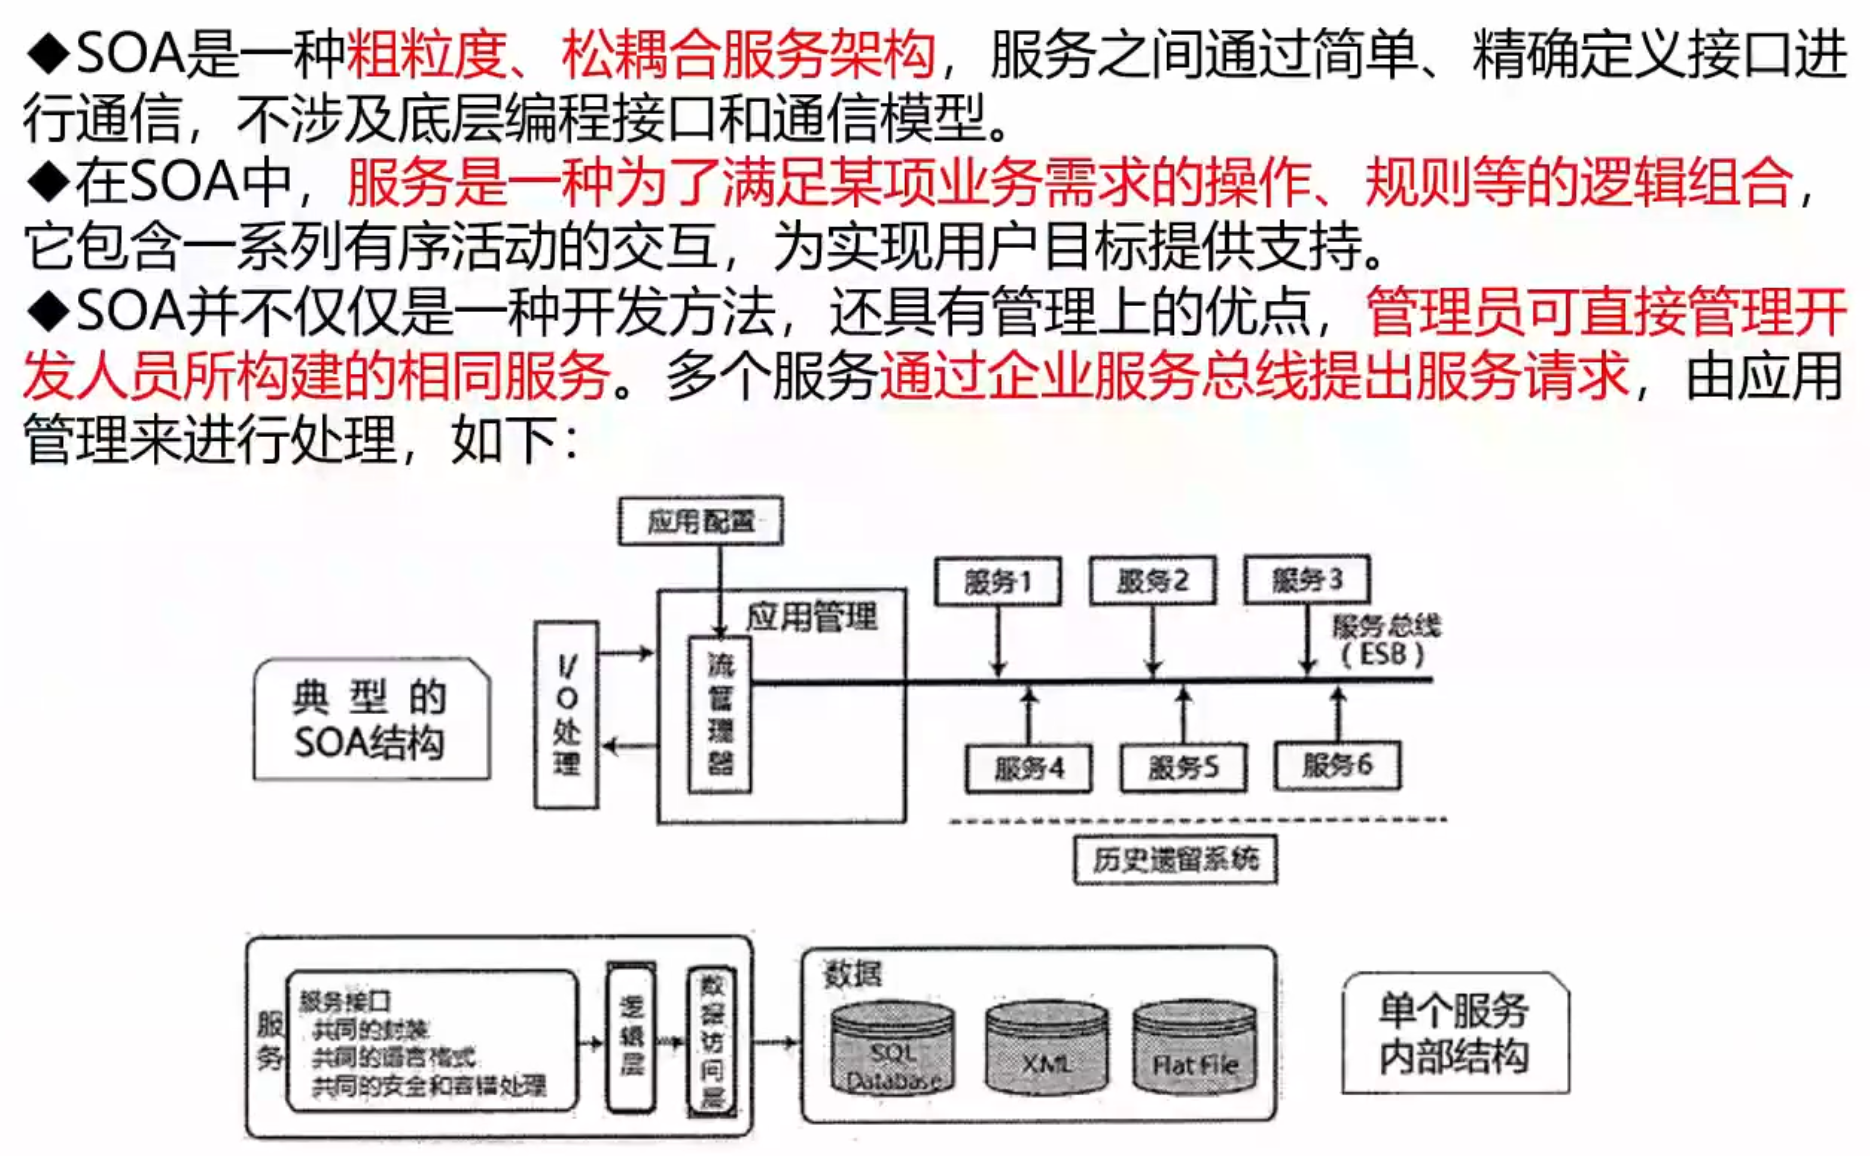 ◆SOA是一种粗粒度、松耦合服务架构，服务之间通过简单、精确定义接口进
行通信，不涉及底层编程接口和通信模型。
◆在SOA中，服务是一种为了满足某项业务需求的操作、规则等的逻辑组合，
它包含一系列有序活动的交互，为实现用户目标提供支持。
◆SOA并不仅仅是一种开发方法，还具有管理上的优点，管理员可直接管理开
发人员所构建的相同服务。多个服务通过企业服务总线提出服务请求，由应用
管理来进行处理，如下：
应用配置
服务1
服务2
服务3
应用管理
服务总线
（ESB）
I/O处理
流管理器
典型的
SOA结构
服务4
服务5
服务6
历史遗留系统
服务
服务接口
共同的封装
共同的语言格式
共同的安全和容错处理
逻辑层
数据访问层
数据
SQL
Database
XML
Flat File
单个服务
内部结构